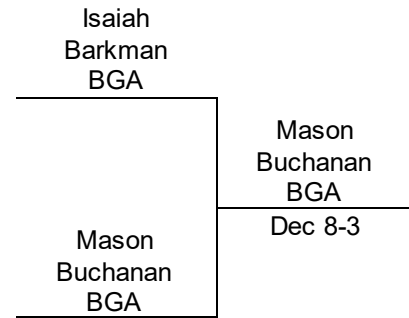 Isaiah
Barkman
BGA
Mason
Buchanan
BGA
Dec 8-3
Mason
Buchanan
BGA